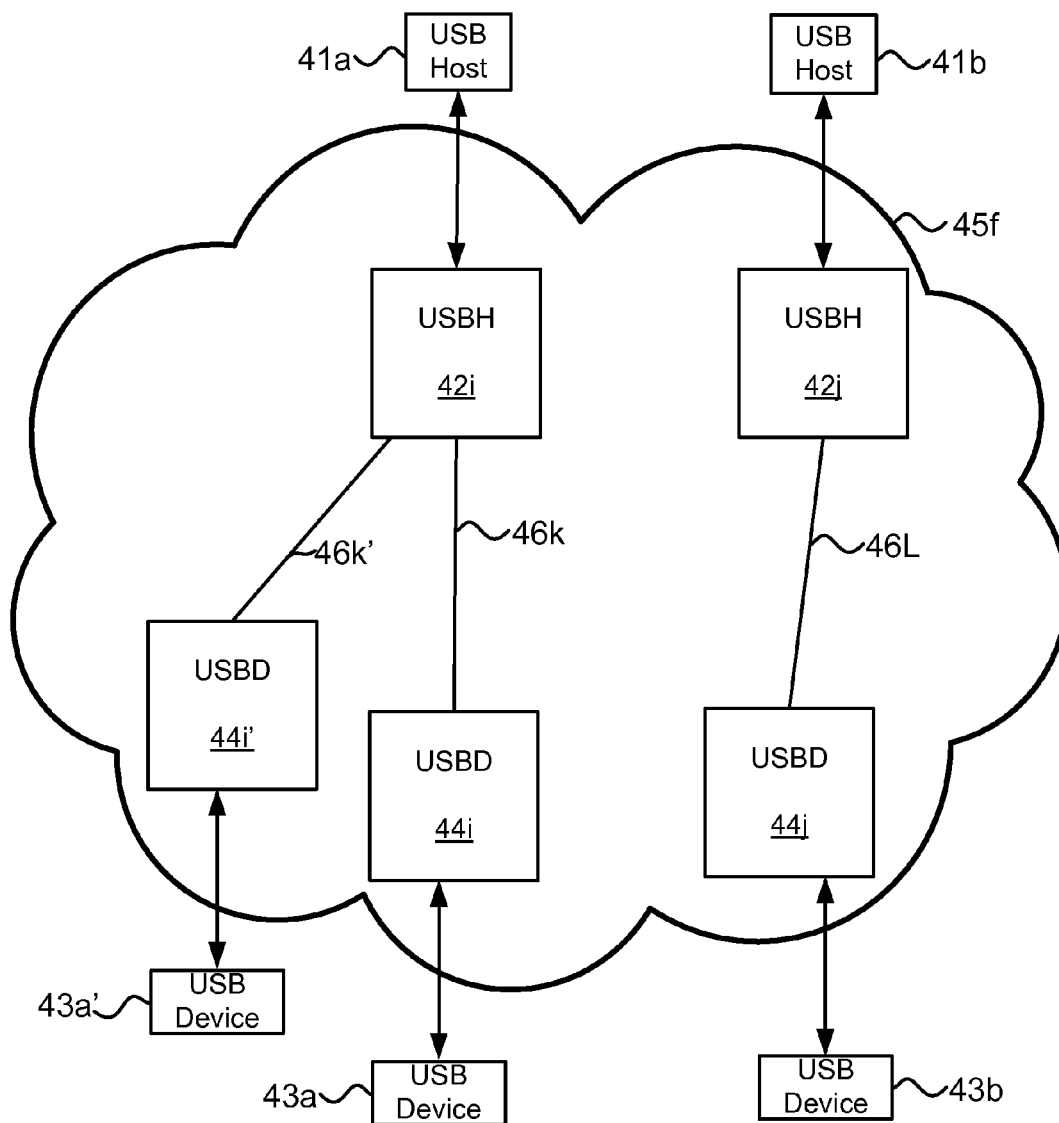 USB
Host
41a
USB
Host
41b
45f
USBH
42i
USBH
42j
46k’
46k
46L
USBD
44i’
USBD
44i
USBD
44j
43a’
USB
Device
43a
USB
Device
USB
Device
43b